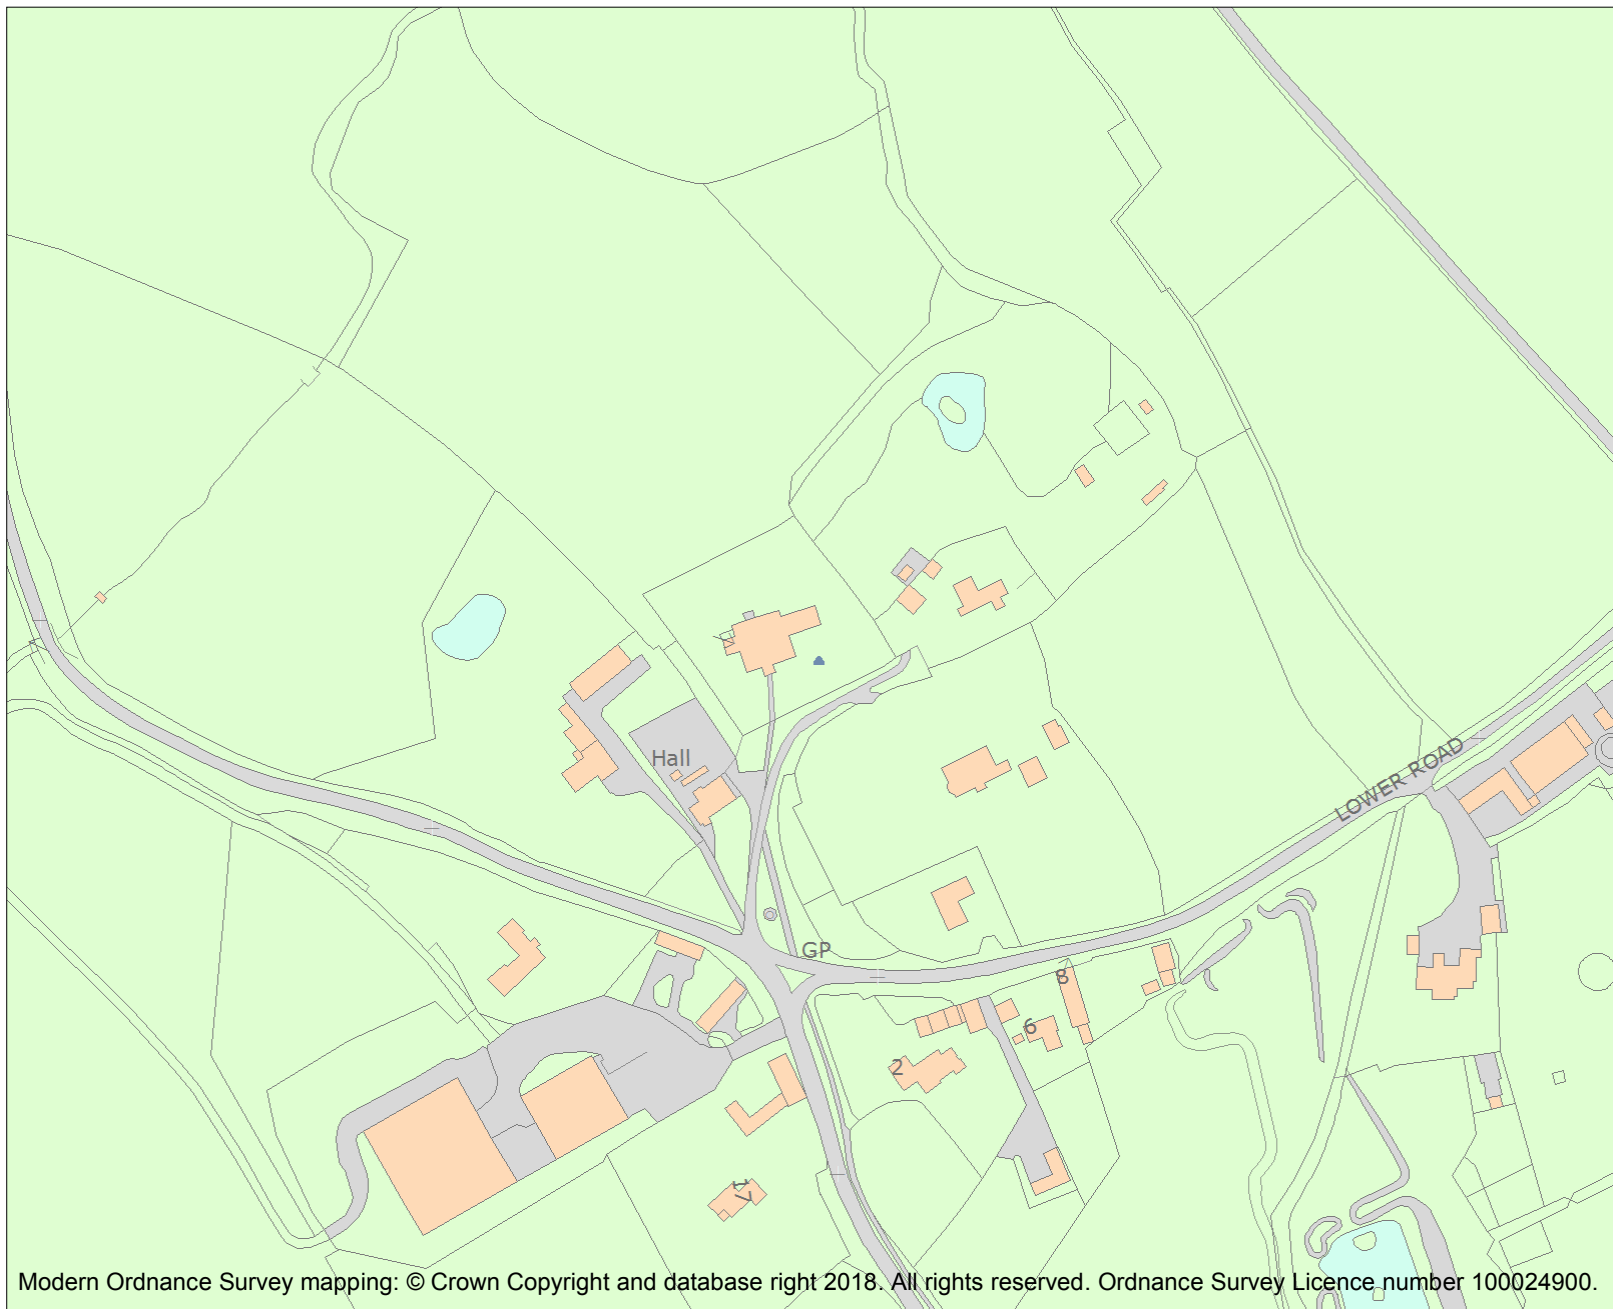 Hall
LOWER ROAD
GP
8
6
2
17
Modern Ordnance Survey mapping: © Crown Copyright and database right 2018. All rights reserved. Ordnance Survey Licence number 100024900.